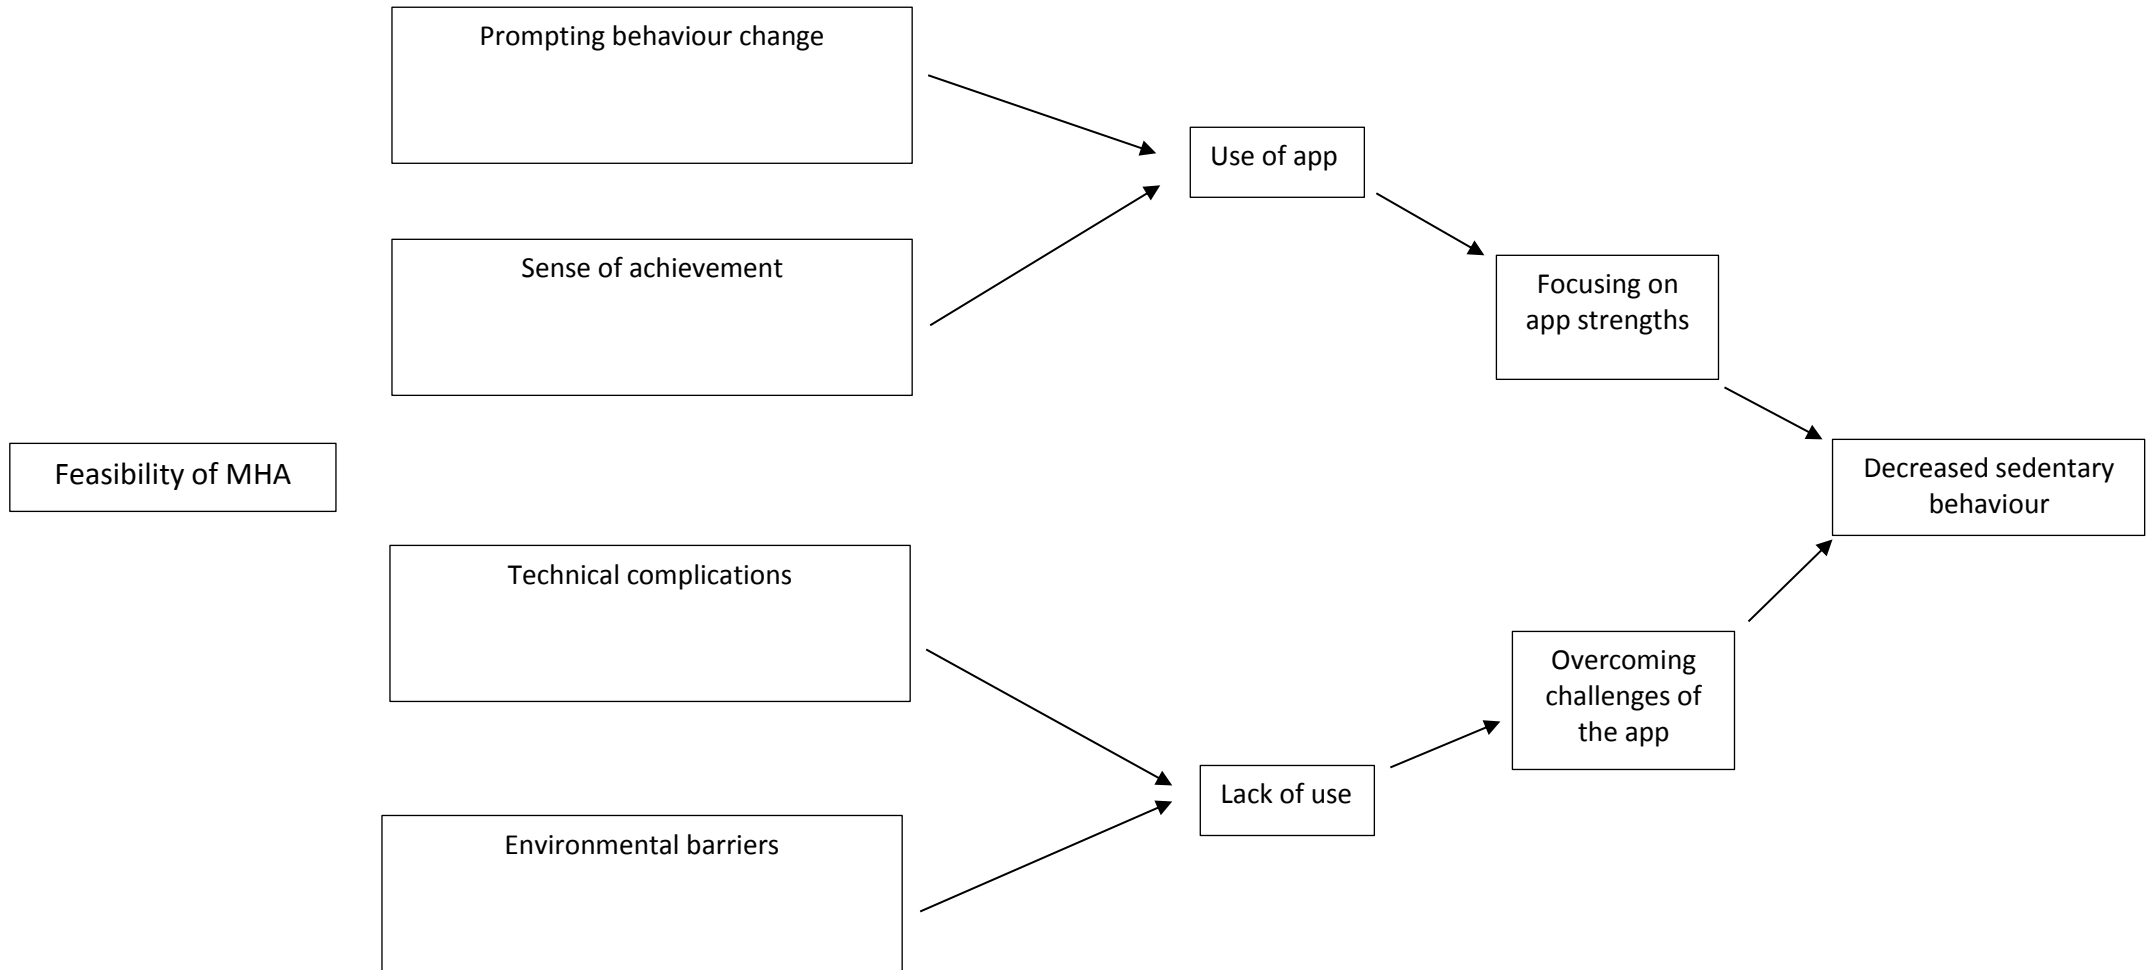 Prompting behaviour change
Use of app
Sense of achievement
Focusing on
app strengths
Feasibility of MHA
Decreased sedentary
behaviour
Technical complications
Overcoming
challenges of
the app
Lack of use
Environmental barriers